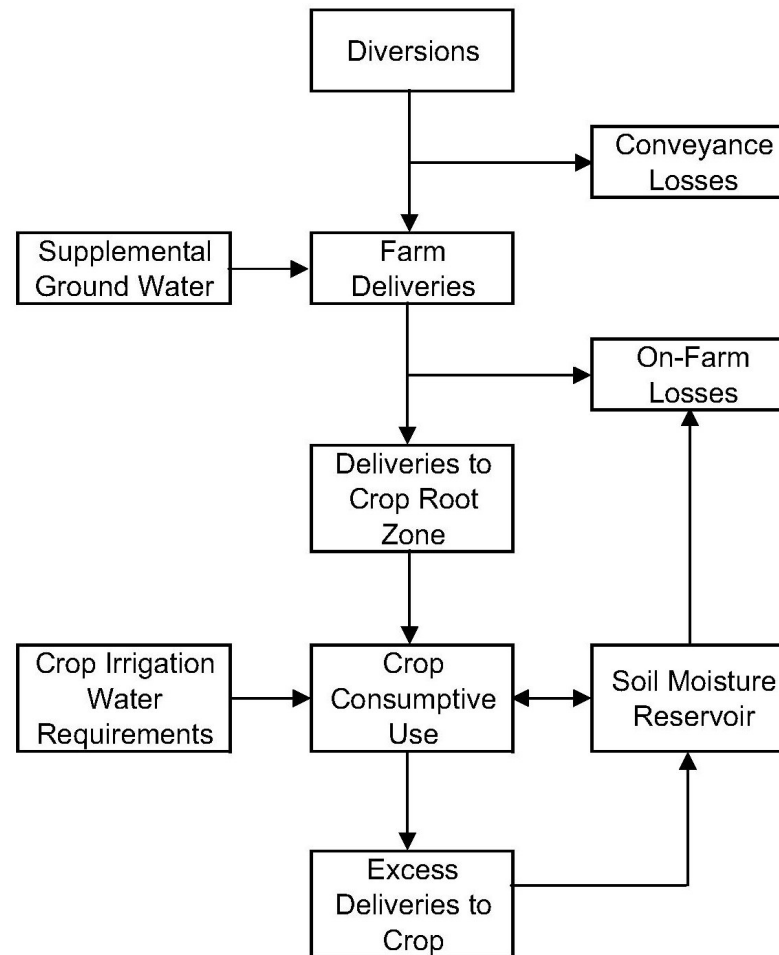 Diversions
Conveyance
Losses
Supplemental
Ground Water
Farm
Deliveries
On-Farm
Losses
Deliveries to
Crop Root
Zone
Crop Irrigation
Water
Requirements
Crop
Consumptive
Use
Soil Moisture
Reservoir
Excess
Deliveries to
Crop